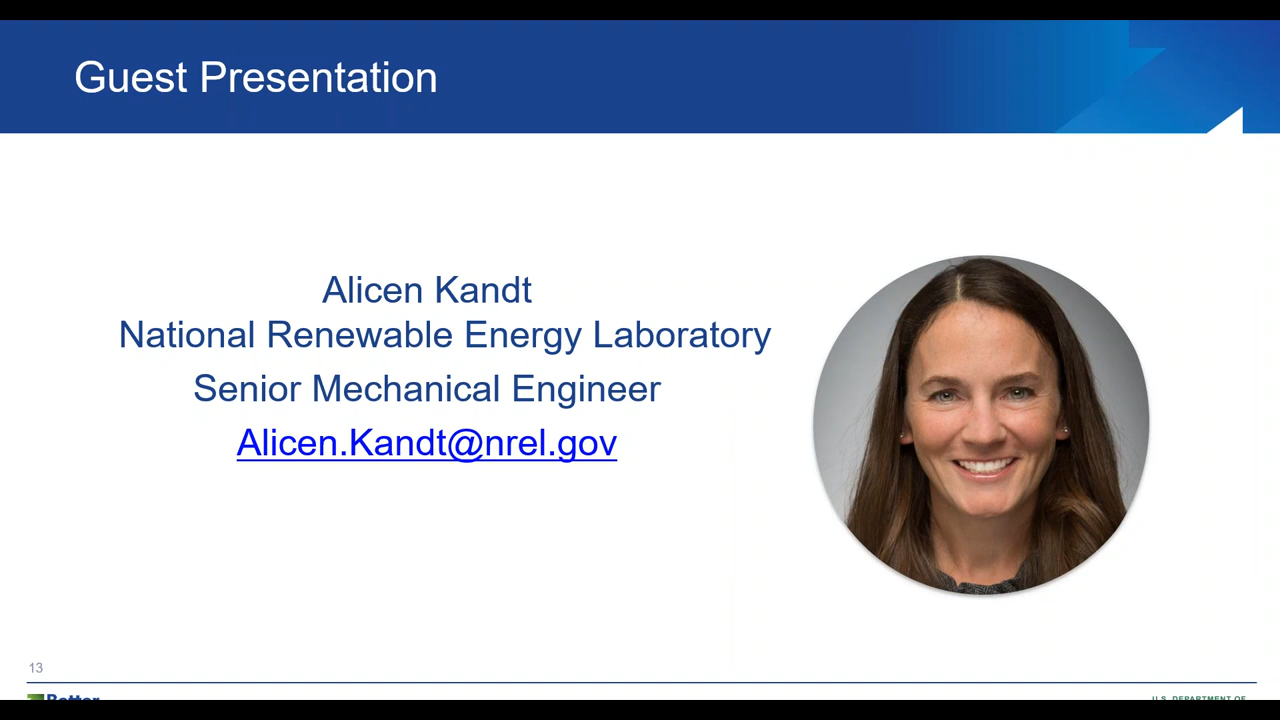 Guest Presentation
Alicen Kandt
National Renewable Energy Laboratory
Senior Mechanical Engineer
Alicen.Kandt@nrel.gov
13
Better
U.S. DEPARTMENT OF